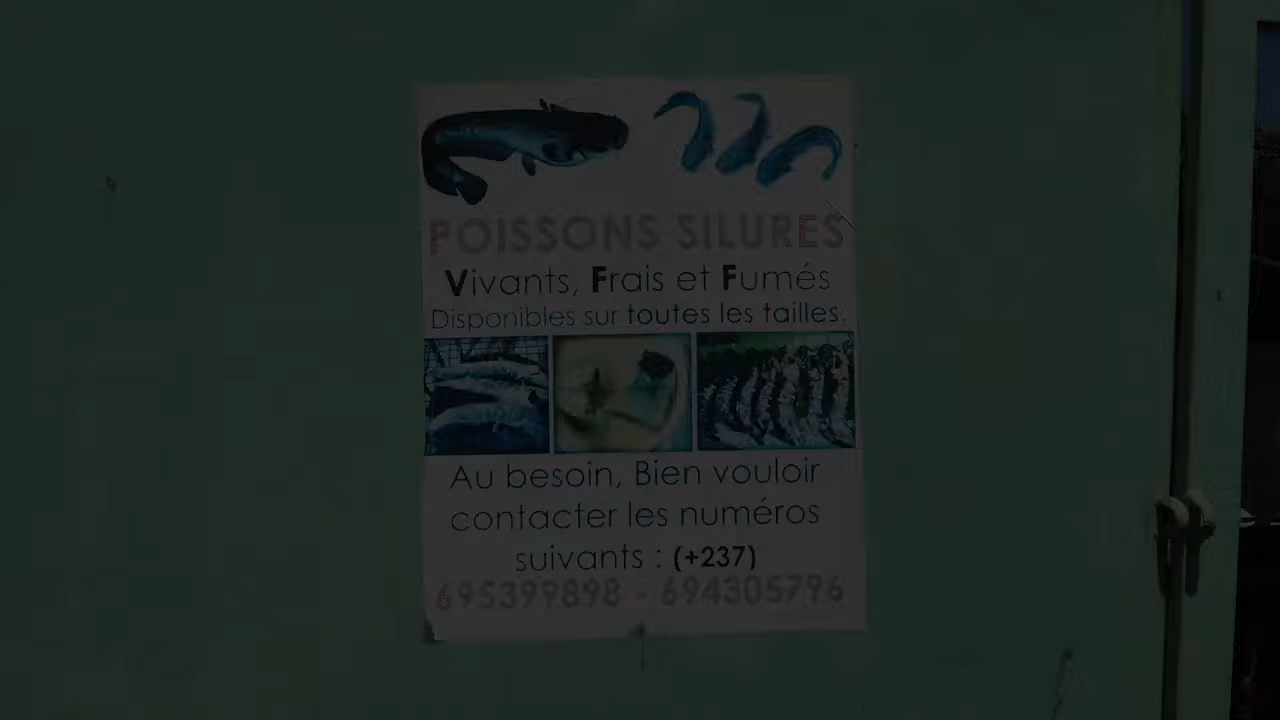 POISSONS SILURES
Vivants, Frais et Fumés
Disponibles sur toutes les tailles.
Au besoin, Bien vouloir
contacter les numéros
suivants : (+237)
695399898 - 694305796